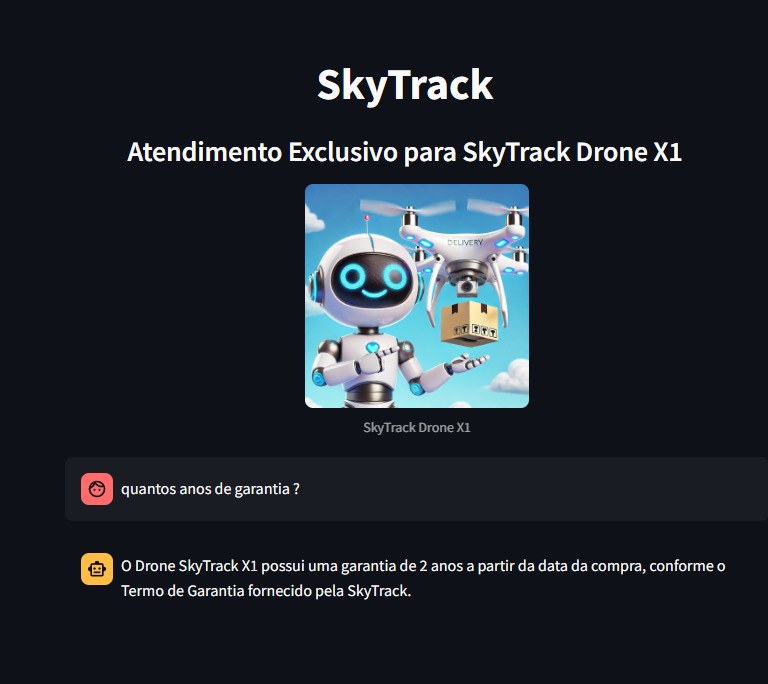 SkyTrack
Atendimento Exclusivo para SkyTrack Drone X1
DELIVERY
SkyTrack Drone X1
quantos anos de garantia ?
O Drone SkyTrack X1 possui uma garantia de 2 anos a partir da data da compra, conforme o
Termo de Garantia fornecido pela SkyTrack.